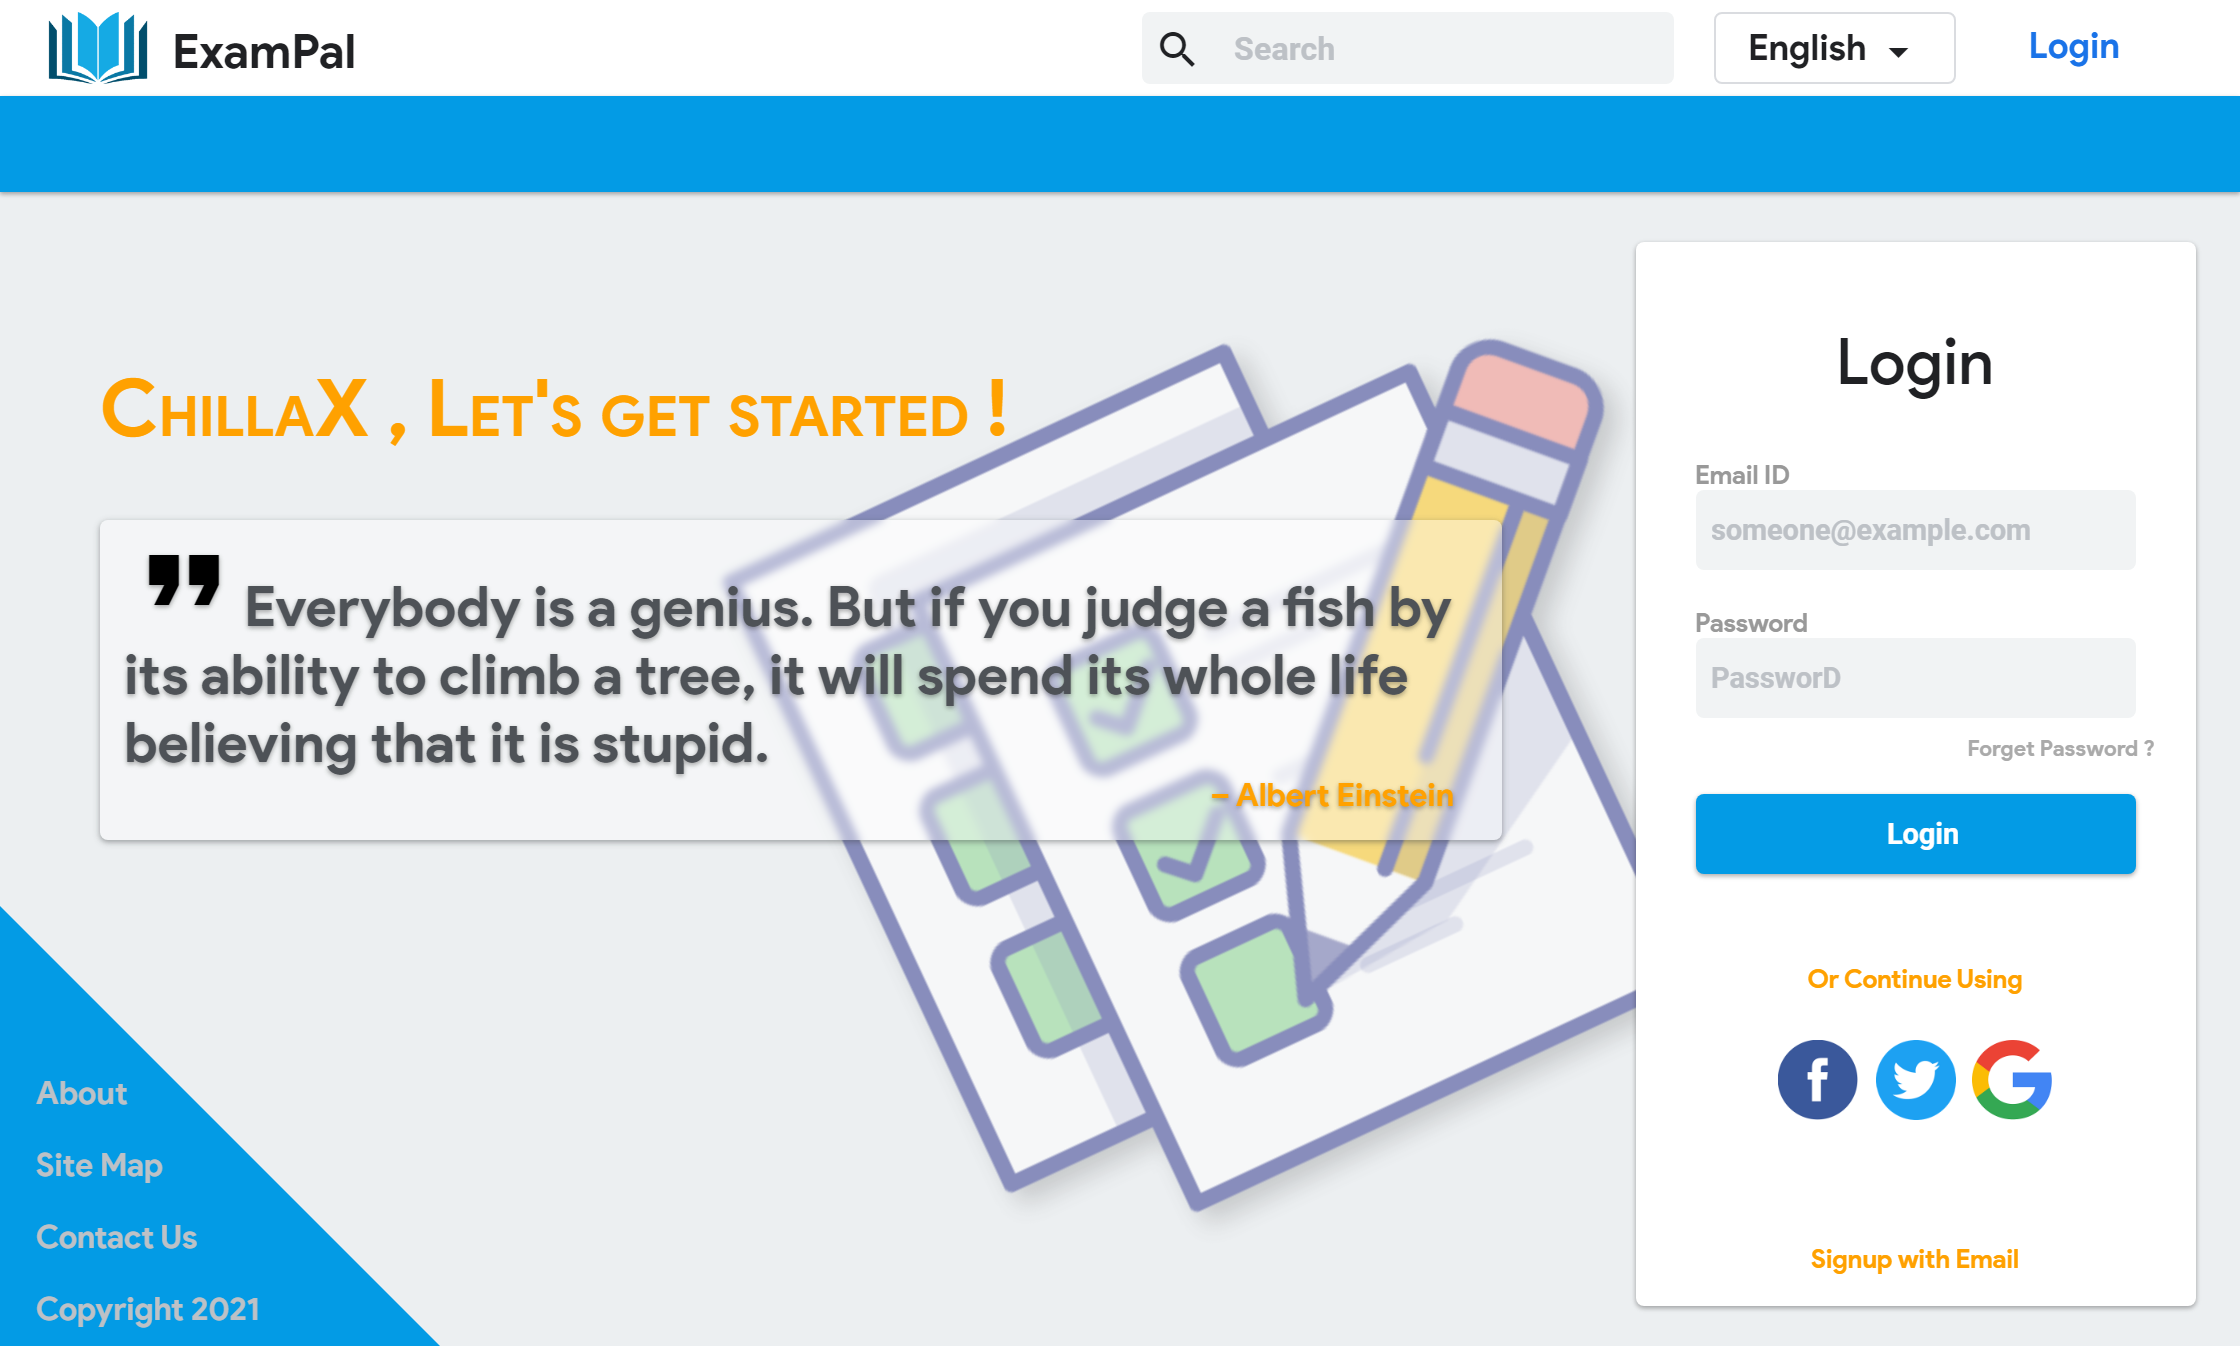 ExamPal
Search
English
Login
ChillaX , Let's get started !
❞ Everybody is a genius. But if you judge a fish by
its ability to climb a tree, it will spend its whole life
believing that it is stupid.
– Albert Einstein
Login
Email ID
someone@example.com
Password
PassworD
Forget Password ?
Login
Or Continue Using
Signup with Email
About
Site Map
Contact Us
Copyright 2021